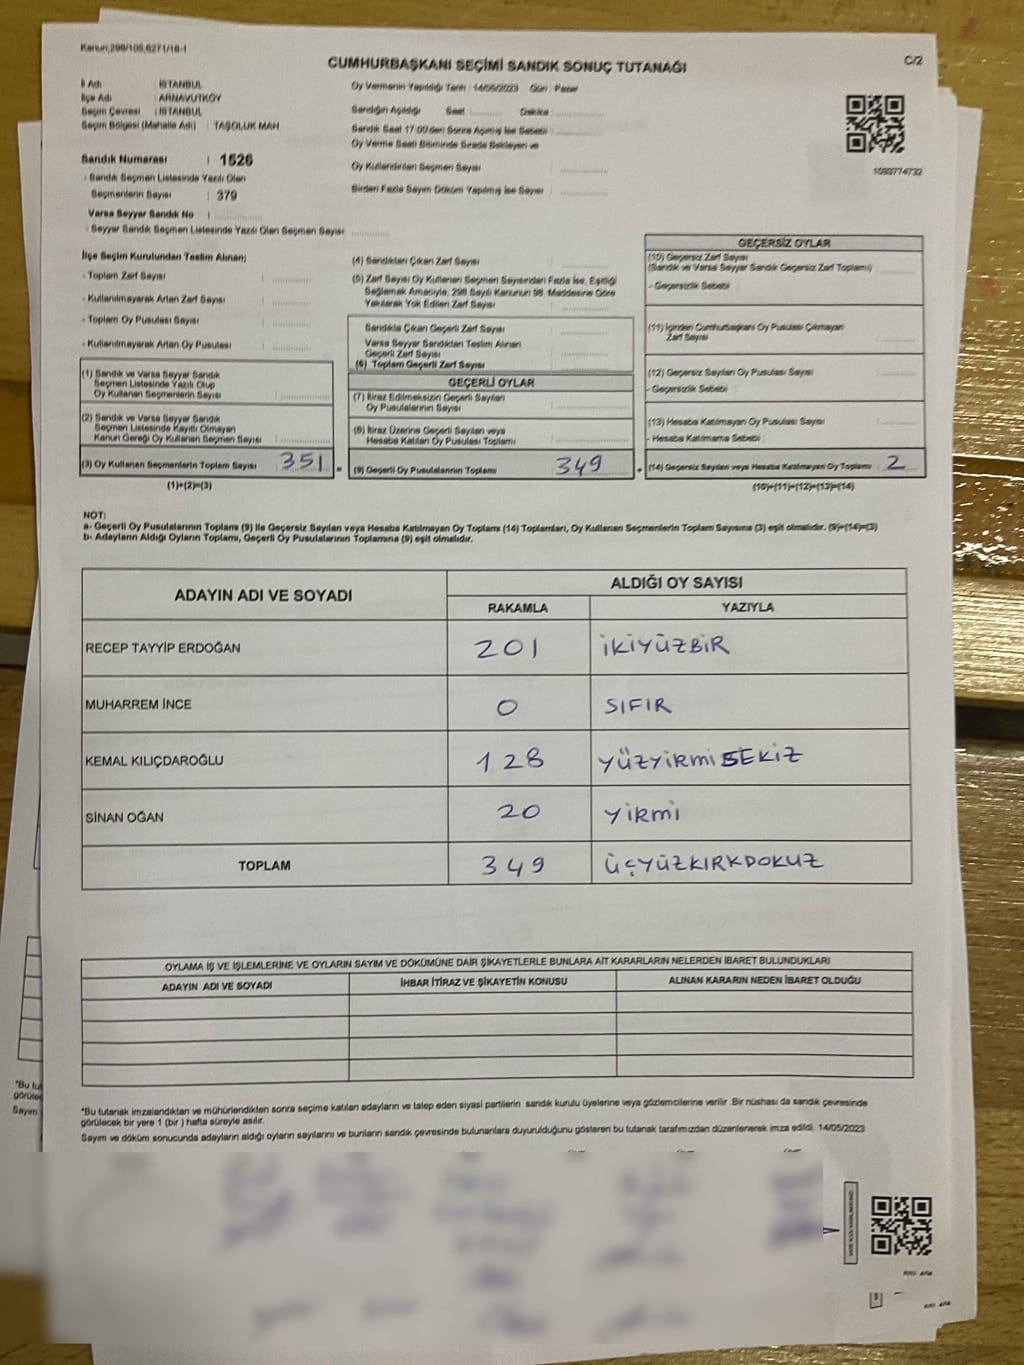 Kanun,298/105,6271/18-1
C/2
CUMHURBAŞKANI SEÇİMİ SANDIK SONUÇ TUTANAĞI
İl Adı : İSTANBUL
İlçe Adı : ARNAVUTKÖY
Seçim Çevresi : İSTANBUL
Seçim Bölgesi (Mahalle Adı) : TAŞOLUK MAH
Sandık Numarası : 1526
- Sandık Seçmen Listesinde Yazılı Olan
Seçmenlerin Sayısı : 379
Varsa Seyyar Sandık No :
- Seyyar Sandık Seçmen Listesinde Yazılı Olan Seçmen Sayısı:
Oy Vermenin Yapıldığı Tarih : 14/05/2023 Gün : Pazar
Sandığın Açıldığı Saat : Dakika :
Sandık Saat 17:00'den Sonra Açılmış İse Sebebi :
Oy Verme Saati Bitiminde Sırada Bekleyen ve
Oy Kullandırılan Seçmen Sayısı :
Birden Fazla Sayım Döküm Yapılmış İse Sayısı :
1093774732
İlçe Seçim Kurulundan Teslim Alınan;
- Toplam Zarf Sayısı :
- Kullanılmayarak Artan Zarf Sayısı :
- Toplam Oy Pusulası Sayısı :
- Kullanılmayarak Artan Oy Pusulası :
(1) Sandık ve Varsa Seyyar Sandık
Seçmen Listesinde Yazılı Olup
Oy Kullanan Seçmenlerin Sayısı :
(2) Sandık ve Varsa Seyyar Sandık
Seçmen Listesinde Kayıtlı Olmayan
Kanun Gereği Oy Kullanan Seçmen Sayısı :
(3) Oy Kullanan Seçmenlerin Toplam Sayısı : 351 =
(1)+(2)=(3)
(4) Sandıktan Çıkan Zarf Sayısı :
(5) Zarf Sayısı Oy Kullanan Seçmen Sayısından Fazla İse, Eşitliği
Sağlamak Amacıyla; 298 Sayılı Kanunun 98. Maddesine Göre
Yakılarak Yok Edilen Zarf Sayısı :
Sandıkta Çıkan Geçerli Zarf Sayısı :
Varsa Seyyar Sandıktan Teslim Alınan
Geçerli Zarf Sayısı :
(6) Toplam Geçerli Zarf Sayısı :
GEÇERLİ OYLAR
(7) İtiraz Edilmeksizin Geçerli Sayılan
Oy Pusulalarının Sayısı :
(8) İtiraz Üzerine Geçerli Sayılan veya
Hesaba Katılan Oy Pusulası Toplamı :
(9) Geçerli Oy Pusulalarının Toplamı : 349 +
GEÇERSİZ OYLAR
(10) Geçersiz Zarf Sayısı
(Sandık ve Varsa Seyyar Sandık Geçersiz Zarf Toplamı) :
- Geçersizlik Sebebi :
(11) İçinden Cumhurbaşkanı Oy Pusulası Çıkmayan
Zarf Sayısı :
(12) Geçersiz Sayılan Oy Pusulası Sayısı :
- Geçersizlik Sebebi :
(13) Hesaba Katılmayan Oy Pusulası Sayısı :
- Hesaba Katılmama Sebebi :
(14) Geçersiz Sayılan veya Hesaba Katılmayan Oy Toplamı : 2
(10)+(11)+(12)+(13)=(14)
NOT:
a- Geçerli Oy Pusulalarının Toplamı (9) ile Geçersiz Sayılan veya Hesaba Katılmayan Oy Toplamı (14) Toplamları, Oy Kullanan Seçmenlerin Toplam Sayısına (3) eşit olmalıdır. (9)+(14)=(3)
b- Adayların Aldığı Oyların Toplamı, Geçerli Oy Pusulalarının Toplamına (9) eşit olmalıdır.
ADAYIN ADI VE SOYADI
ALDIĞI OY SAYISI
RAKAMLA YAZIYLA
RECEP TAYYİP ERDOĞAN 201 İKİYÜZBİR
MUHARREM İNCE 0 SIFIR
KEMAL KILIÇDAROĞLU 128 YÜZYİRMİSEKİZ
SİNAN OĞAN 20 YİRMİ
TOPLAM 349 ÜÇYÜZKIRKDOKUZ
OYLAMA İŞ VE İŞLEMLERİNE VE OYLARIN SAYIM VE DÖKÜMÜNE DAİR ŞİKAYETLERLE BUNLARA AİT KARARLARIN NELERDEN İBARET BULUNDUKLARI
ADAYIN ADI VE SOYADI İHBAR İTİRAZ VE ŞİKAYETİN KONUSU ALINAN KARARIN NEDEN İBARET OLDUĞU
*Bu tutanak imzalandıktan ve mühürlendikten sonra seçime katılan adayların ve talep eden siyasi partilerin sandık kurulu üyelerine veya gözlemcilerine verilir. Bir nüshası da sandık çevresinde
görülecek bir yere 1 (bir) hafta süreyle asılır.
Sayım ve döküm sonucunda adayların aldığı oyların sayılarını ve bunların sandık çevresinde bulunanlara duyurulduğunu gösteren bu tutanak tarafımızdan düzenlenerek imza edildi. 14/05/2023
*Bu tu
görülec
Sayım